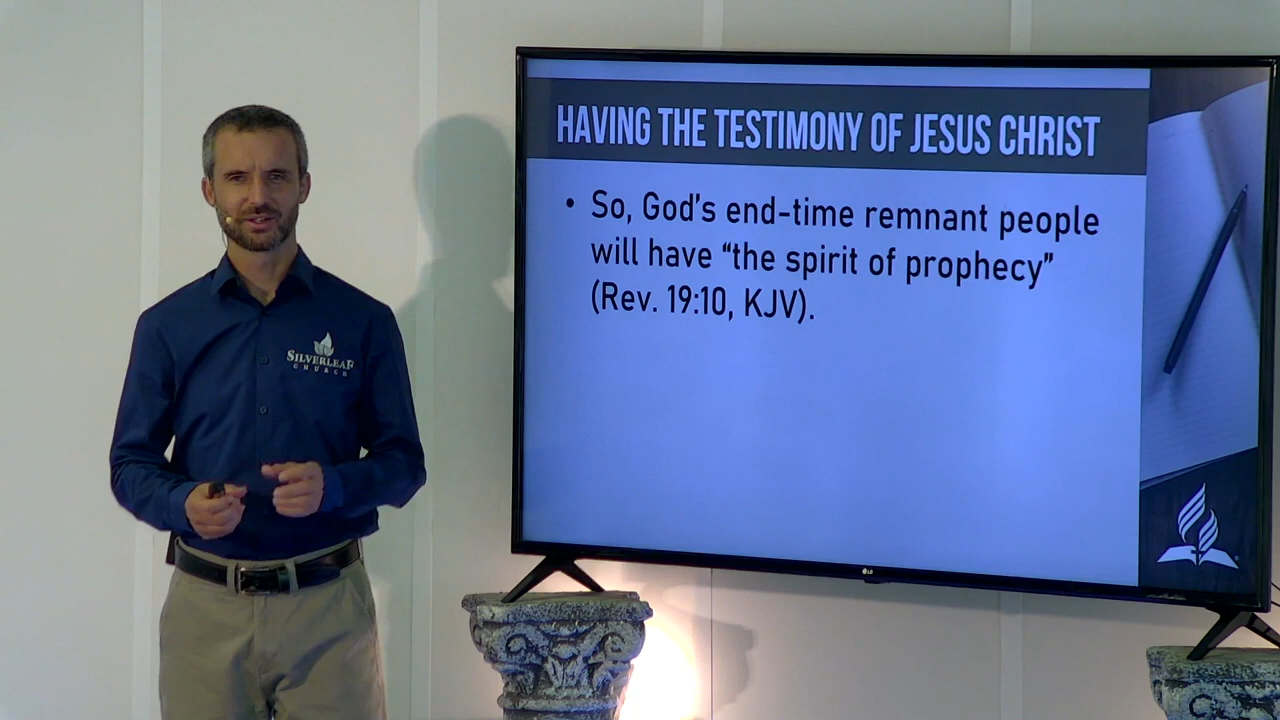 HAVING THE TESTIMONY OF JESUS CHRIST
• So, God's end-time remnant people
will have “the spirit of prophecy”
(Rev. 19:10, KJV).
SILVERLEAF
CHURCH
LG